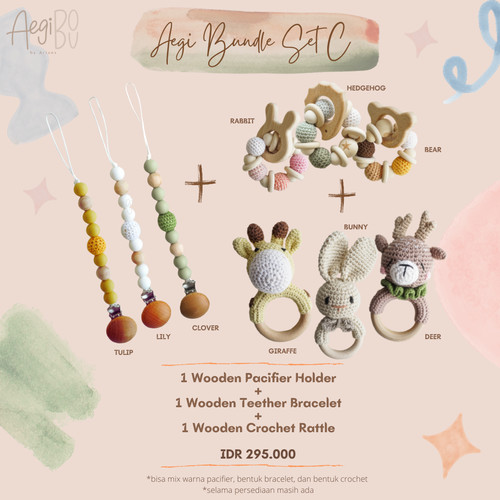 Aegi BOBU
Aegi Bundle Set C
HEDGEHOG
RABBIT
BEAR
+
+
BUNNY
CLOVER
LILY
TULIP
GIRAFFE
DEER
1 Wooden Pacifier Holder
+
1 Wooden Teether Bracelet
+
1 Wooden Crochet Rattle
IDR 295.000
*bisa mix warna pacifier, bentuk bracelet, dan bentuk crochet
*selama persediaan masih ada